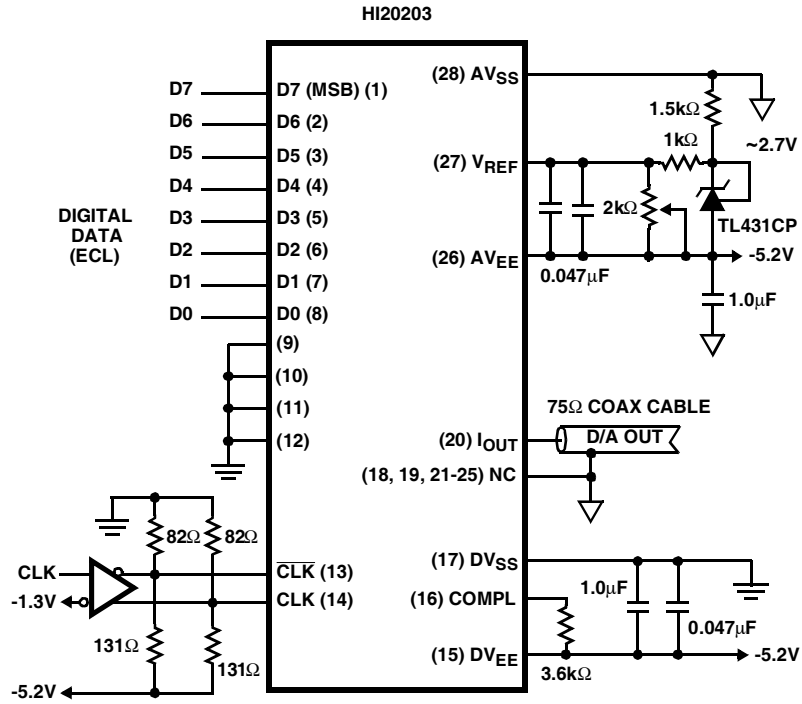 HI20203
D7
D6
D5
D4
D3
D2
D1
D0
DIGITAL
DATA
(ECL)
D7 (MSB) (1)
D6 (2)
D5 (3)
D4 (4)
D3 (5)
D2 (6)
D1 (7)
D0 (8)
(9)
(10)
(11)
(12)
82Ω
82Ω
CLK
-1.3V
131Ω
131Ω
-5.2V
C̅L̅K̅ (13)
CLK (14)
(28) AVSS
(27) VREF
(26) AVEE
(20) IOUT
(18, 19, 21-25) NC
(17) DVSS
(16) COMPL
(15) DVEE
1.5kΩ
1kΩ
~2.7V
2kΩ
TL431CP
-5.2V
0.047µF
1.0µF
75Ω COAX CABLE
D/A OUT
1.0µF
0.047µF
3.6kΩ
-5.2V